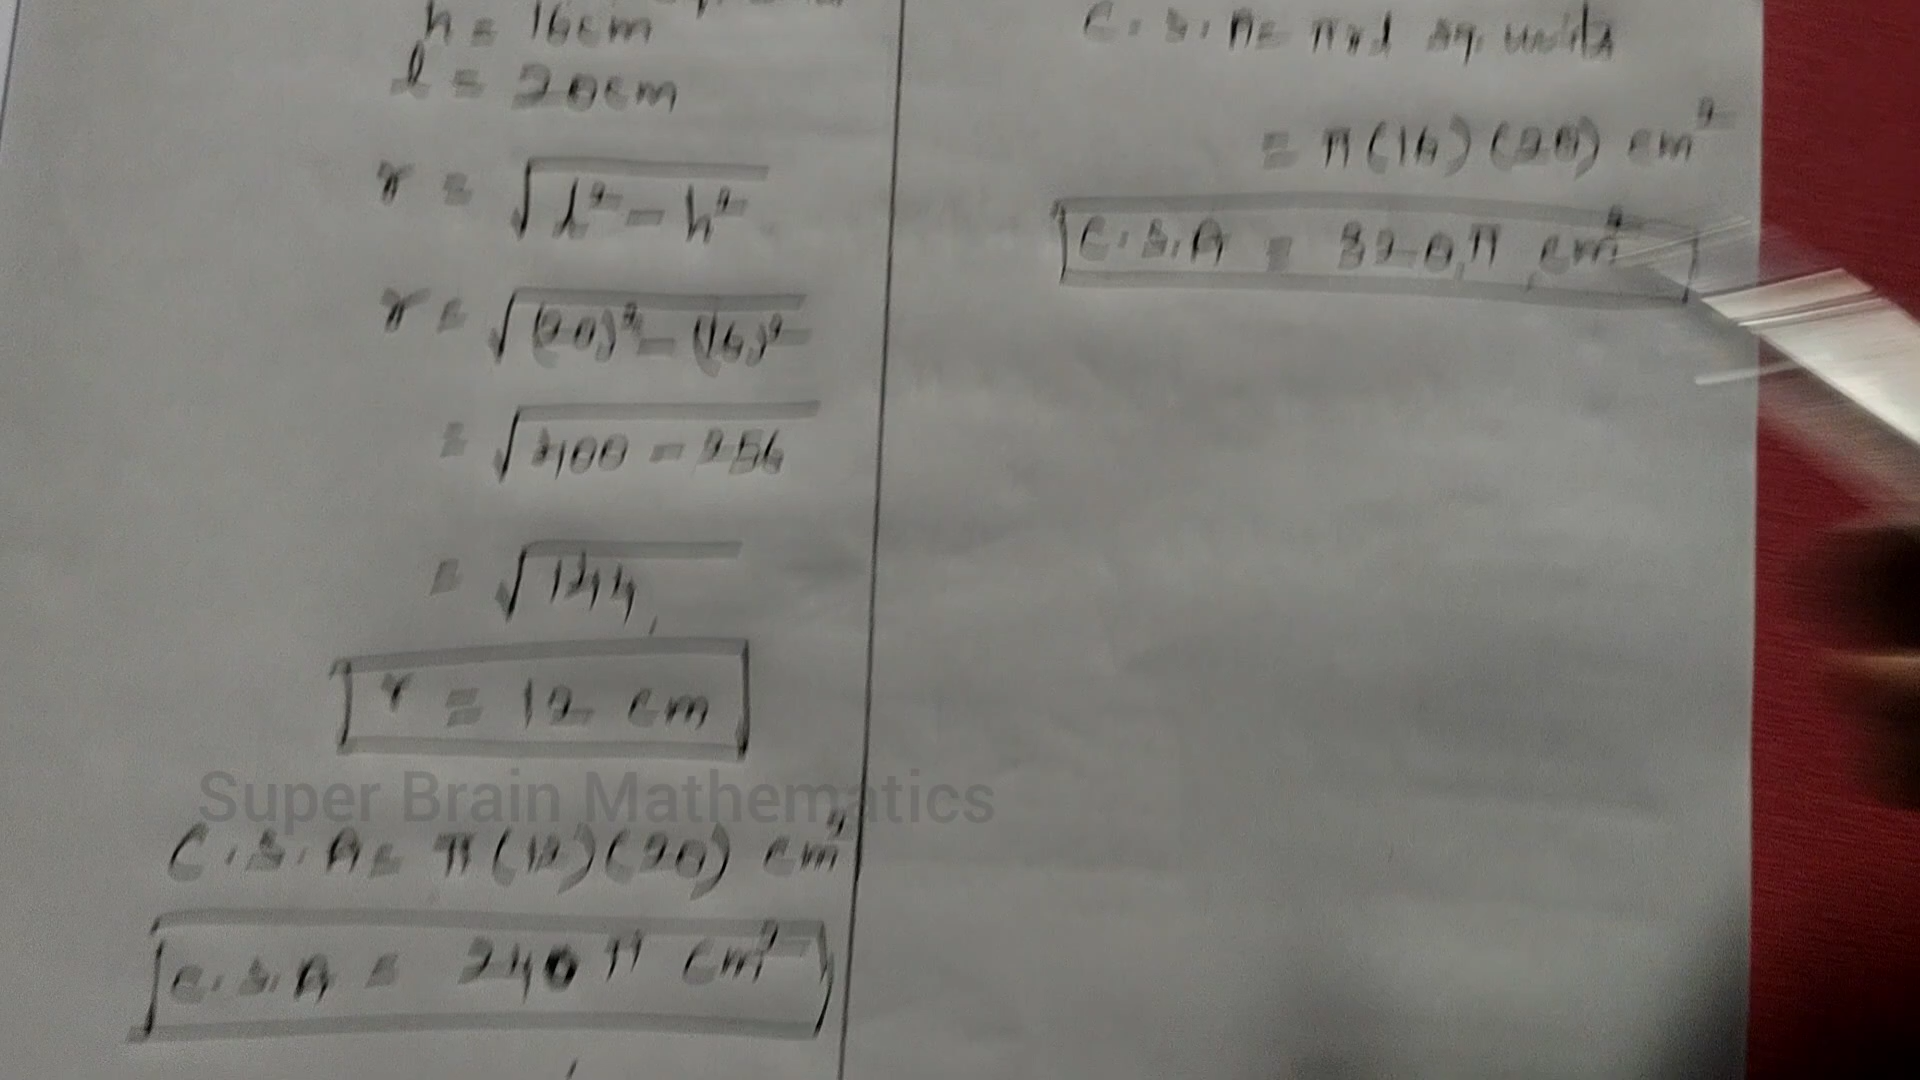 h = 16cm
l = 20cm
r = √l² - h²
r = √(20)² - (16)²
= √400 - 256
= √144
r = 12 cm
Super Brain Mathematics
C.S.A = π(12)(20) cm²
C.S.A = 240π cm²
C.S.A = πrl sq. units
= π(16)(20) cm²
C.S.A = 320π cm²